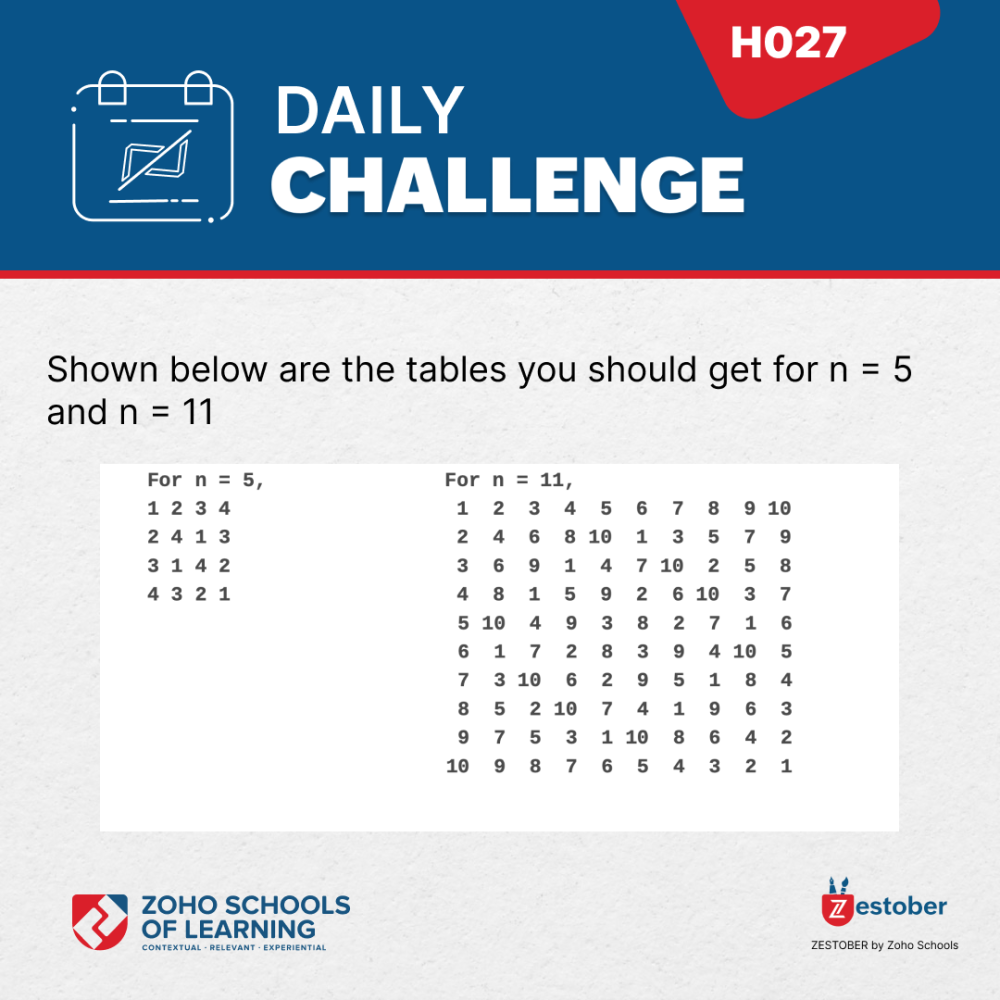 H027
DAILY
CHALLENGE
Shown below are the tables you should get for n = 5
and n = 11
For n = 5,
1 2 3 4
2 4 1 3
3 1 4 2
4 3 2 1
For n = 11,
1 2 3 4 5 6 7 8 9 10
2 4 6 8 10 1 3 5 7 9
3 6 9 1 4 7 10 2 5 8
4 8 1 5 9 2 6 10 3 7
5 10 4 9 3 8 2 7 1 6
6 1 7 2 8 3 9 4 10 5
7 3 10 6 2 9 5 1 8 4
8 5 2 10 7 4 1 9 6 3
9 7 5 3 1 10 8 6 4 2
10 9 8 7 6 5 4 3 2 1
ZOHO SCHOOLS
OF LEARNING
CONTEXTUAL · RELEVANT · EXPERIENTIAL
Zestober
ZESTOBER by Zoho Schools